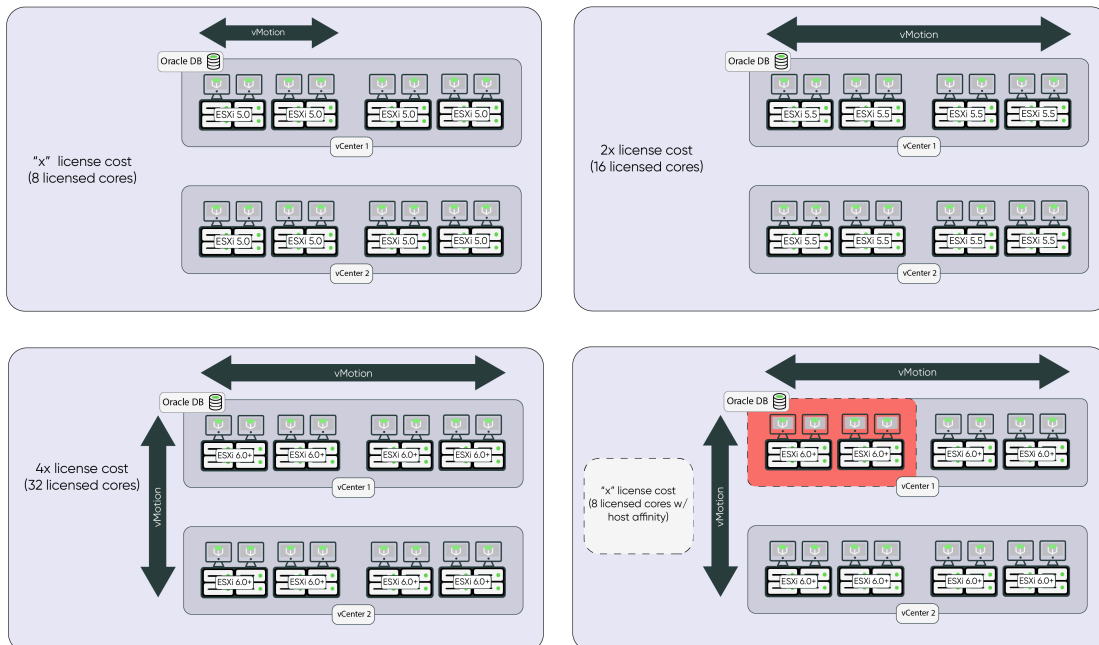 vMotion
Oracle DB
ESXi 5.0
ESXi 5.0
ESXi 5.0
ESXi 5.0
vCenter 1
“x” license cost
(8 licensed cores)
ESXi 5.0
ESXi 5.0
ESXi 5.0
ESXi 5.0
vCenter 2
vMotion
Oracle DB
ESXi 5.5
ESXi 5.5
ESXi 5.5
ESXi 5.5
vCenter 1
2x license cost
(16 licensed cores)
ESXi 5.5
ESXi 5.5
ESXi 5.5
ESXi 5.5
vCenter 2
vMotion
Oracle DB
ESXi 6.0+
ESXi 6.0+
ESXi 6.0+
ESXi 6.0+
vCenter 1
4x license cost
(32 licensed cores)
vMotion
ESXi 6.0+
ESXi 6.0+
ESXi 6.0+
ESXi 6.0+
vCenter 2
vMotion
Oracle DB
ESXi 6.0+
ESXi 6.0+
ESXi 6.0+
ESXi 6.0+
vCenter 1
“x” license cost
(8 licensed cores w/
host affinity)
vMotion
ESXi 6.0+
ESXi 6.0+
ESXi 6.0+
ESXi 6.0+
vCenter 2